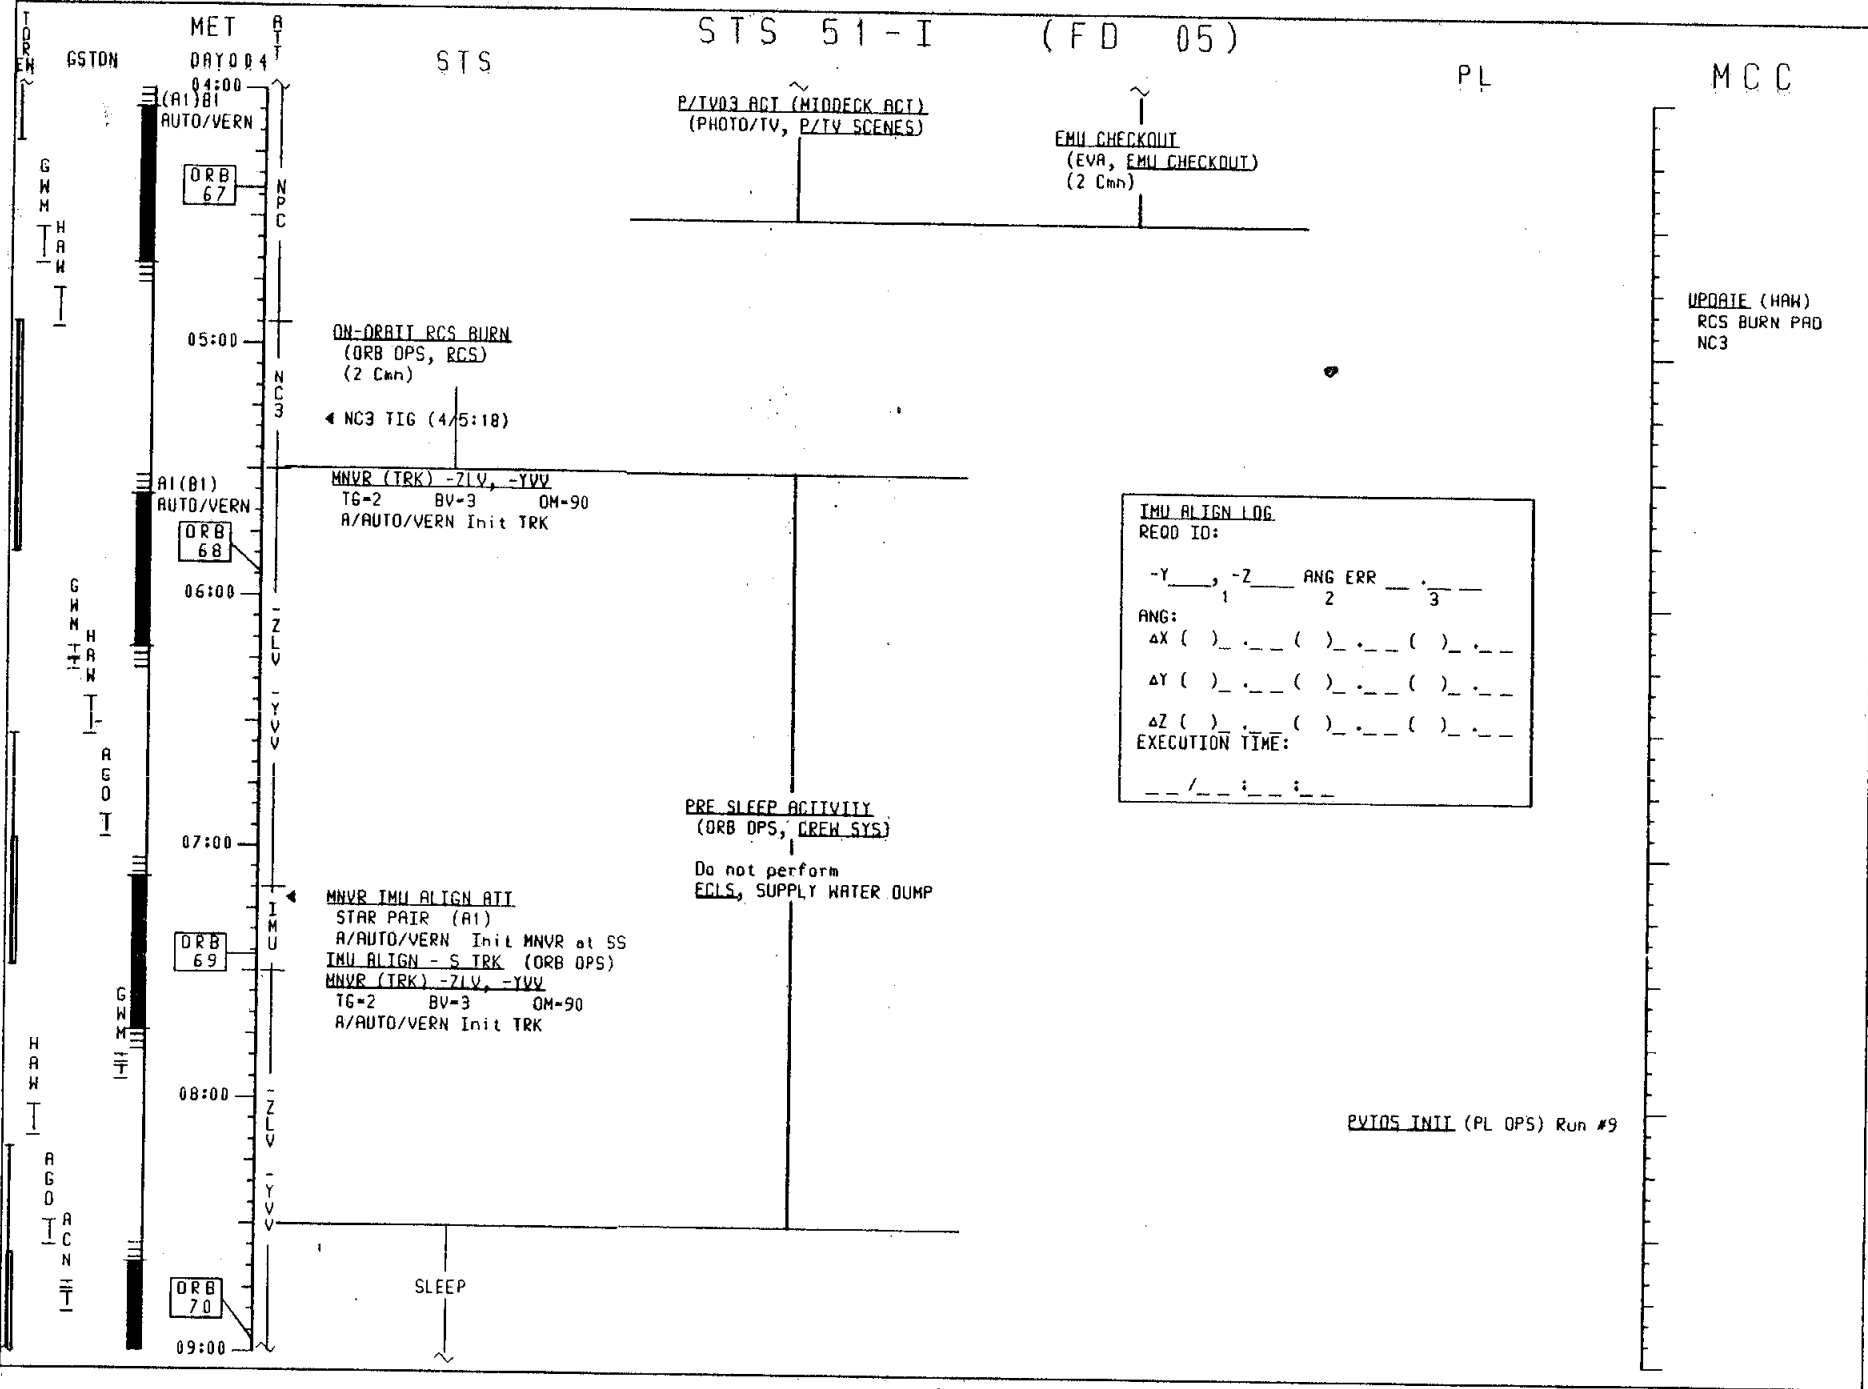 STS 51-I (FD 05)
TDRE/W
GSTDN
MET
DAY004
ATT
STS
PL
MCC
04:00
(A1)B1
AUTO/VERN
ORB
67
GWM
HAW
NPC
P/TV03 ACT (MIDDECK ACT)
(PHOTO/TV, P/TV SCENES)
EMU CHECKOUT
(EVA, EMU CHECKOUT)
(2 Cmn)
UPDATE (HAW)
RCS BURN PAD
NC3
05:00
ON-ORBIT RCS BURN
(ORB OPS, RCS)
(2 Cmn)
NC3
◀ NC3 TIG (4/5:18)
A1(B1)
AUTO/VERN
MNVR (TRK) -ZLV, -YVV
TG=2 BV=3 OM=90
A/AUTO/VERN Init TRK
ORB
68
06:00
GWM
HAW
AGO
-ZLV -YVV
IMU ALIGN LOG
REQD ID:
-Y____, -Z____ ANG ERR __ .__ __
1 2 3
ANG:
ΔX ( )_ ._ _ ( )_ ._ _ ( )_ ._ _
ΔY ( )_ ._ _ ( )_ ._ _ ( )_ ._ _
ΔZ ( )_ ._ _ ( )_ ._ _ ( )_ ._ _
EXECUTION TIME:
_ _ /_ _ :_ _ :_ _
PRE SLEEP ACTIVITY
(ORB OPS, CREW SYS)
07:00
Do not perform
ECLS, SUPPLY WATER DUMP
IMU
◀ MNVR IMU ALIGN ATT
STAR PAIR (A1)
A/AUTO/VERN Init MNVR at SS
IMU ALIGN - S TRK (ORB OPS)
MNVR (TRK) -ZLV, -YVV
TG=2 BV=3 OM=90
A/AUTO/VERN Init TRK
ORB
69
GWM
HAW
08:00
-ZLV -YVV
PVTOS INIT (PL OPS) Run #9
AGO
ACN
SLEEP
ORB
70
09:00